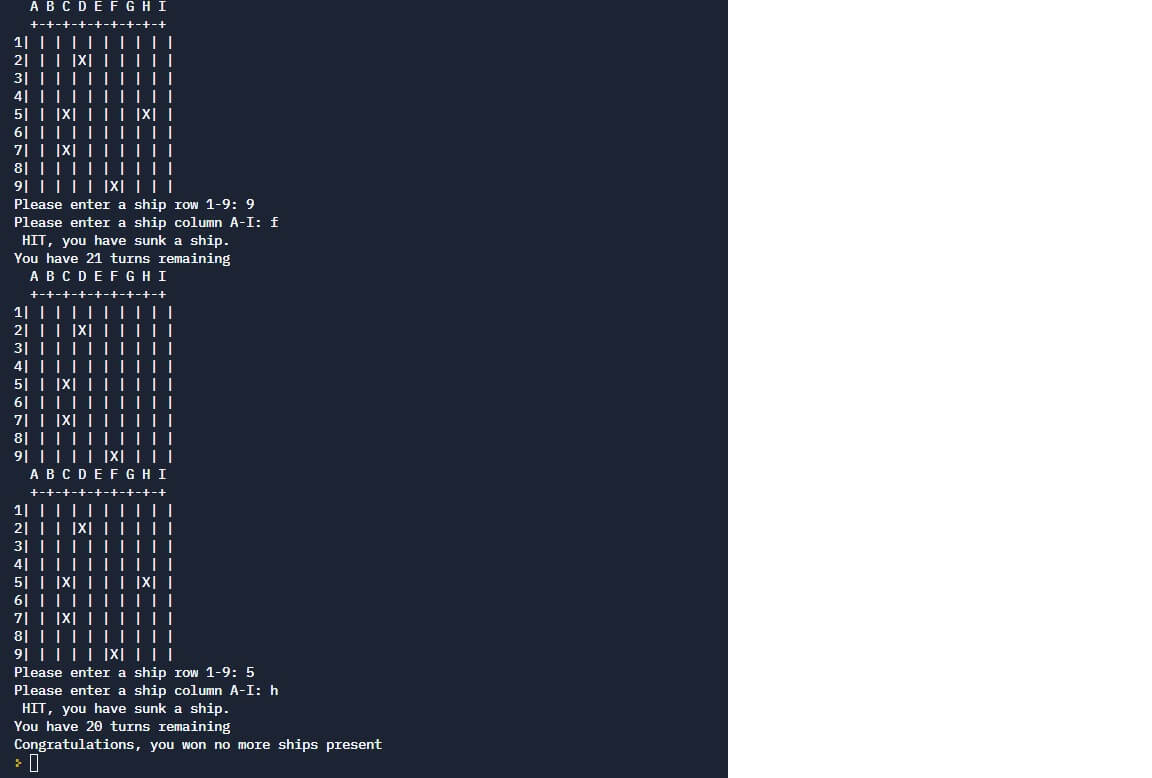 A B C D E F G H I
  +-+-+-+-+-+-+-+-+
1| | | | | | | | | |
2| | | |X| | | | | |
3| | | | | | | | | |
4| | | | | | | | | |
5| | |X| | | | |X| |
6| | | | | | | | | |
7| | |X| | | | | | |
8| | | | | | | | | |
9| | | | | |X| | | |
Please enter a ship row 1-9: 9
Please enter a ship column A-I: f
 HIT, you have sunk a ship.
You have 21 turns remaining
  A B C D E F G H I
  +-+-+-+-+-+-+-+-+
1| | | | | | | | | |
2| | | |X| | | | | |
3| | | | | | | | | |
4| | | | | | | | | |
5| | |X| | | | | | |
6| | | | | | | | | |
7| | |X| | | | | | |
8| | | | | | | | | |
9| | | | | |X| | | |
  A B C D E F G H I
  +-+-+-+-+-+-+-+-+
1| | | | | | | | | |
2| | | |X| | | | | |
3| | | | | | | | | |
4| | | | | | | | | |
5| | |X| | | | |X| |
6| | | | | | | | | |
7| | |X| | | | | | |
8| | | | | | | | | |
9| | | | | |X| | | |
Please enter a ship row 1-9: 5
Please enter a ship column A-I: h
 HIT, you have sunk a ship.
You have 20 turns remaining
Congratulations, you won no more ships present
>